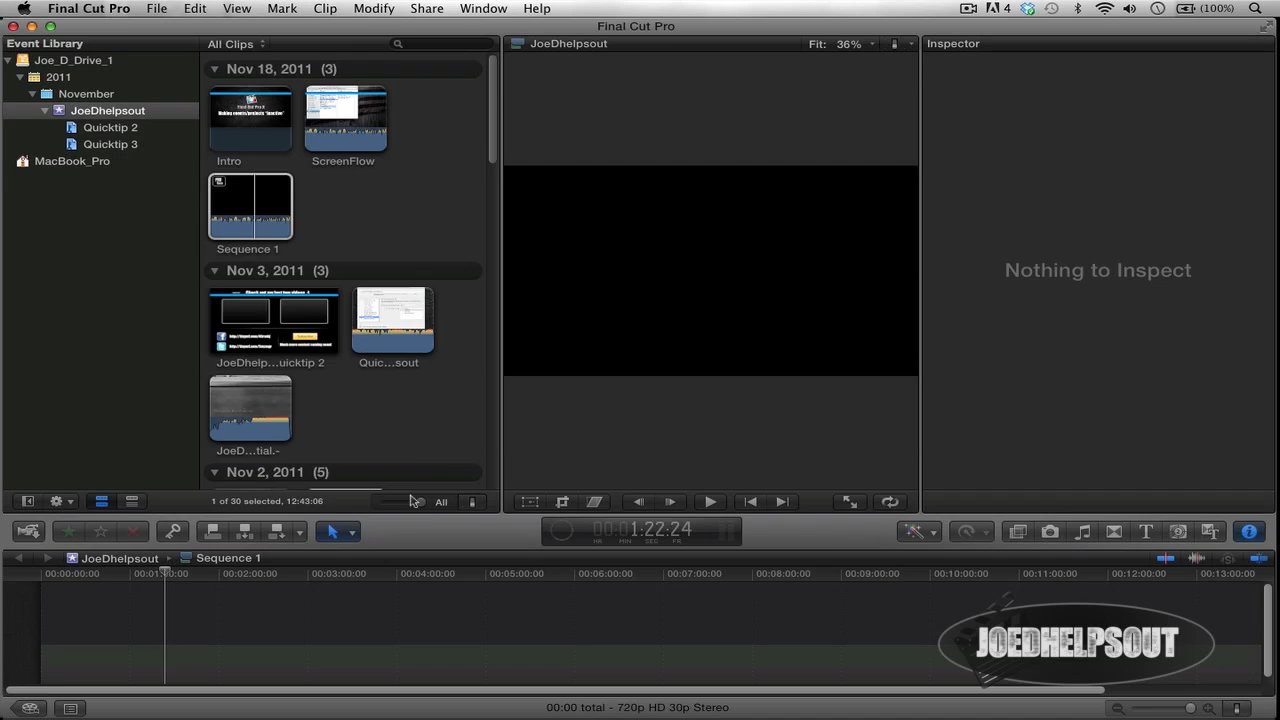 Final Cut Pro File Edit View Mark Clip Modify Share Window Help 4 (100%)
Final Cut Pro
Event Library
All Clips
JoeDhelpsout
Fit: 36%
Inspector
Joe_D_Drive_1
2011
November
JoeDhelpsout
Quicktip 2
Quicktip 3
MacBook_Pro
Nov 18, 2011 (3)
Intro
ScreenFlow
Sequence 1
Nov 3, 2011 (3)
JoeDhelp...uicktip 2
Quic...sout
JoeD...tial.-
Nov 2, 2011 (5)
Nothing to Inspect
1 of 30 selected, 12:43:06
All
1:22:24
HR MIN SEC FR
JoeDhelpsout
Sequence 1
00:00:00:00 00:02:00:00 00:03:00:00 00:04:00:00 00:05:00:00 00:06:00:00 00:07:00:00 00:08:00:00 00:09:00:00 00:10:00:00 00:11:00:00 00:12:00:00 00:13:00:00
JOEDHELPSOUT
00:00 total - 720p HD 30p Seconds